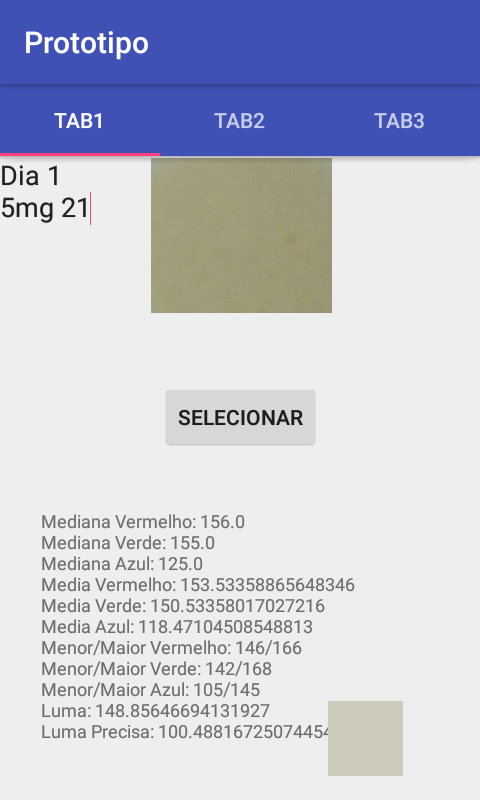 Prototipo
TAB1 TAB2 TAB3
Dia 1
5mg 21
SELECIONAR
Mediana Vermelho: 156.0
Mediana Verde: 155.0
Mediana Azul: 125.0
Media Vermelho: 153.53358865648346
Media Verde: 150.53358017027216
Media Azul: 118.47104508548813
Menor/Maior Vermelho: 146/166
Menor/Maior Verde: 142/168
Menor/Maior Azul: 105/145
Luma: 148.85646694131927
Luma Precisa: 100.48816725074454